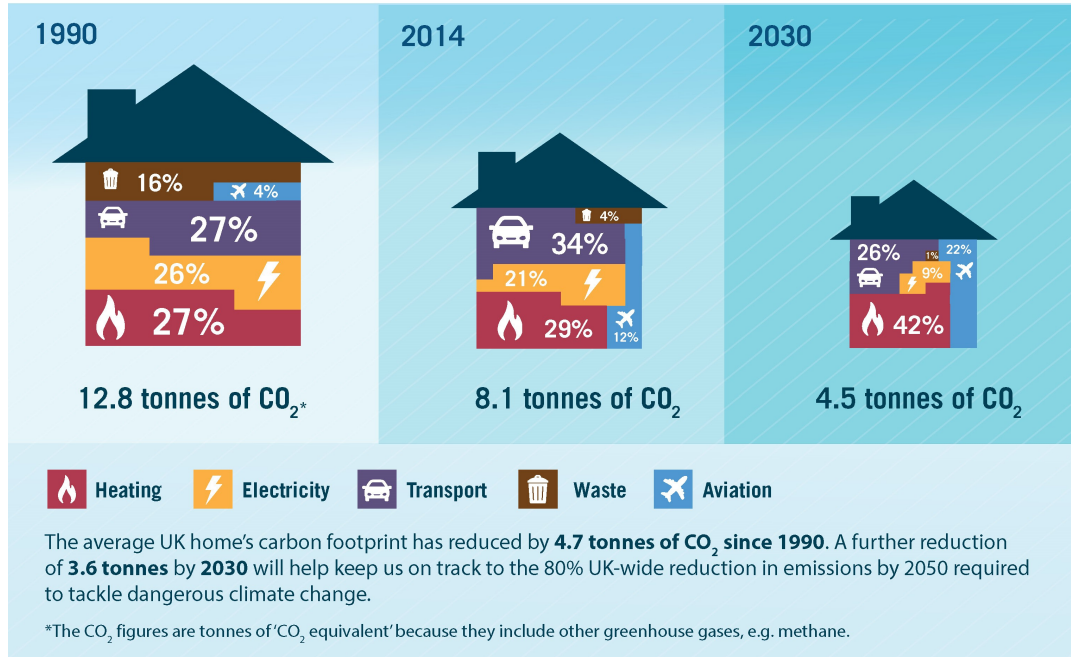 1990
2014
2030
16%
4%
27%
26%
27%
4%
34%
21%
29%
12%
26%
1%
22%
9%
42%
12.8 tonnes of CO₂*
8.1 tonnes of CO₂
4.5 tonnes of CO₂
Heating
Electricity
Transport
Waste
Aviation
The average UK home's carbon footprint has reduced by 4.7 tonnes of CO₂ since 1990. A further reduction
of 3.6 tonnes by 2030 will help keep us on track to the 80% UK-wide reduction in emissions by 2050 required
to tackle dangerous climate change.
*The CO₂ figures are tonnes of 'CO₂ equivalent' because they include other greenhouse gases, e.g. methane.